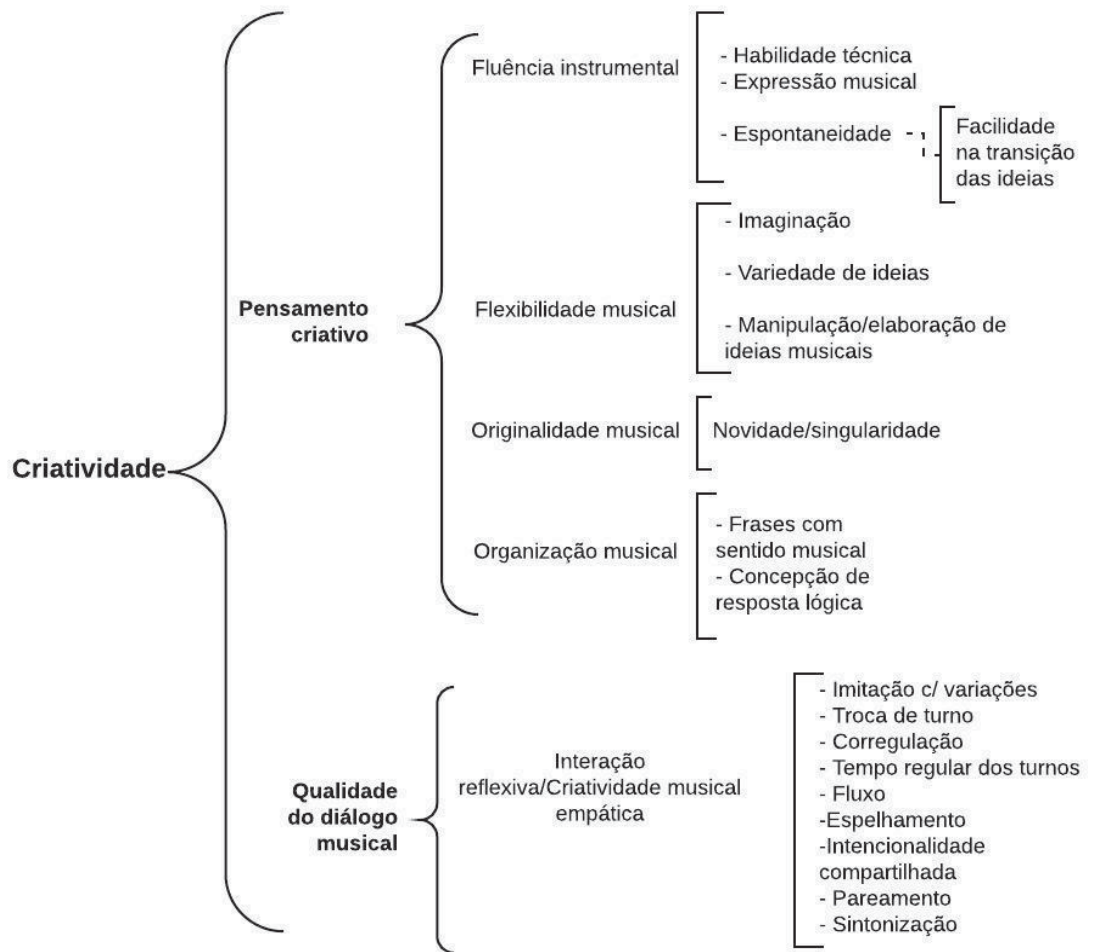 Criatividade
Pensamento
criativo
Fluência instrumental
- Habilidade técnica
- Expressão musical
- Espontaneidade
Facilidade
na transição
das ideias
Flexibilidade musical
- Imaginação
- Variedade de ideias
- Manipulação/elaboração de
ideias musicais
Originalidade musical
Novidade/singularidade
Organização musical
- Frases com
sentido musical
- Concepção de
resposta lógica
Qualidade
do diálogo
musical
Interação
reflexiva/Criatividade musical
empática
- Imitação c/ variações
- Troca de turno
- Corregulação
- Tempo regular dos turnos
- Fluxo
-Espelhamento
-Intencionalidade
compartilhada
- Pareamento
- Sintonização